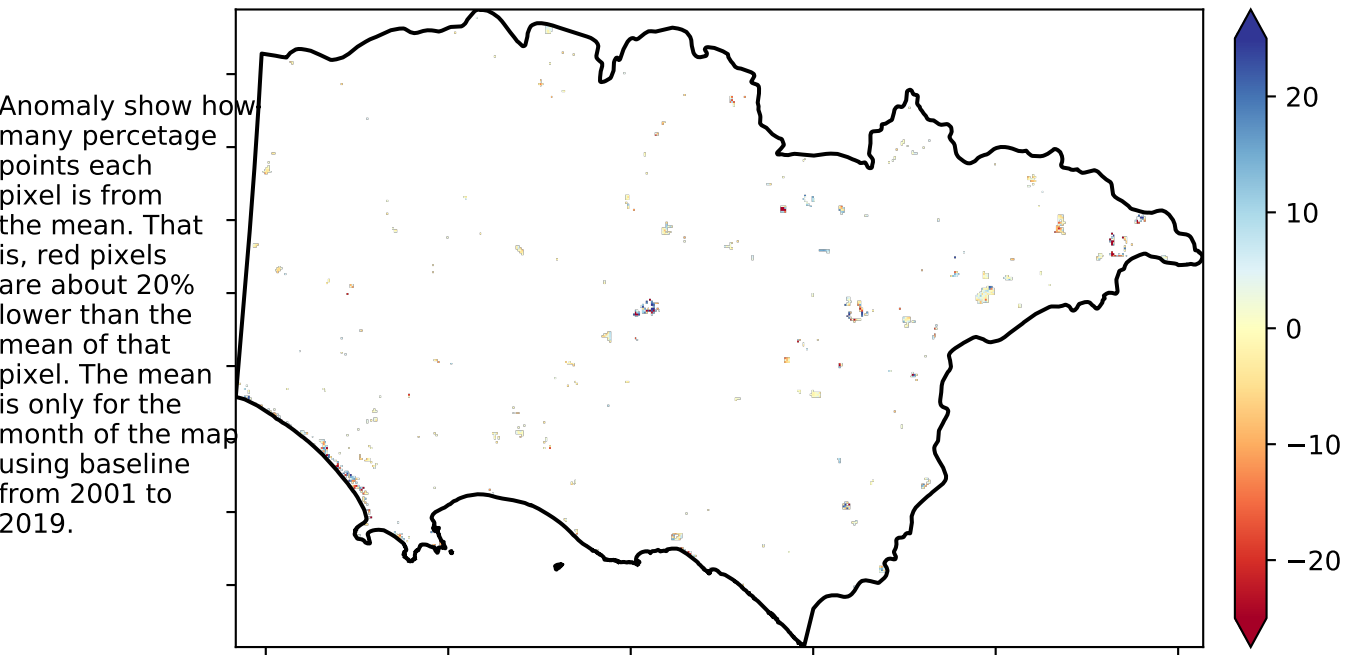 Anomaly show how
many percetage
points each
pixel is from
the mean. That
is, red pixels
are about 20%
lower than the
mean of that
pixel. The mean
is only for the
month of the map
using baseline
from 2001 to
2019.
20
10
0
−10
−20